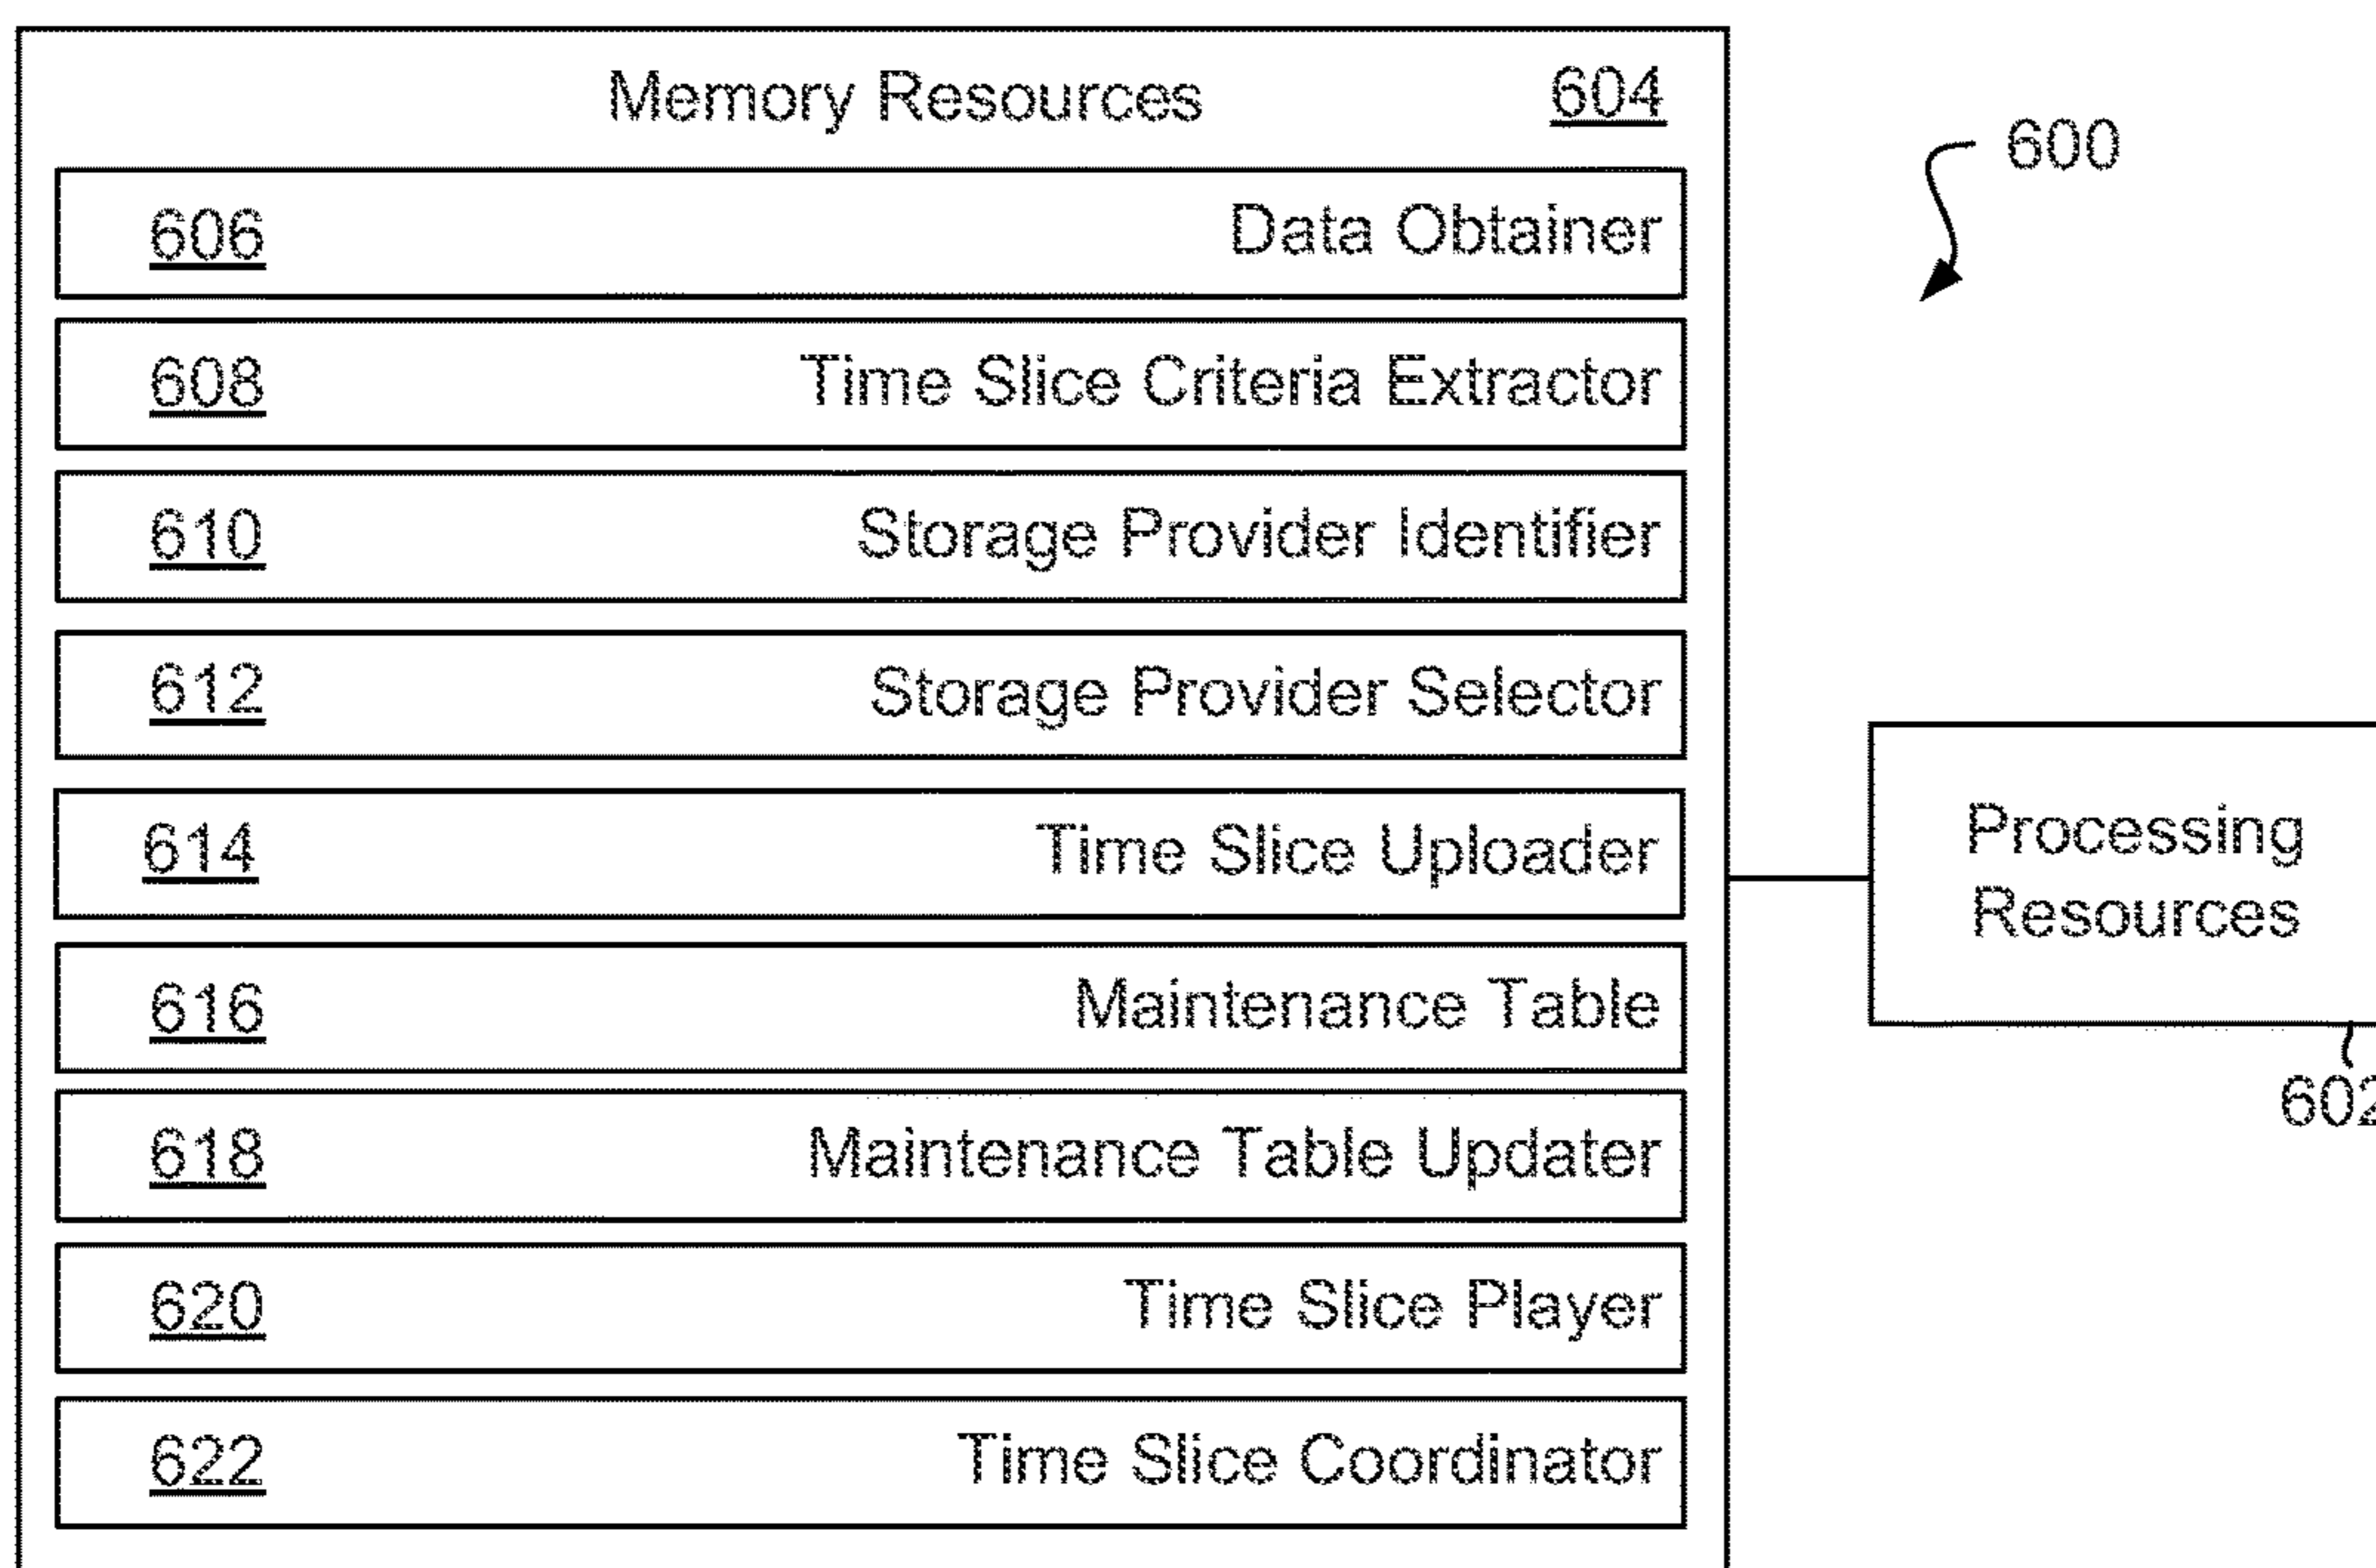 Memory Resources 604
600
606 Data Obtainer
608 Time Slice Criteria Extractor
610 Storage Provider Identifier
612 Storage Provider Selector
614 Time Slice Uploader
Processing
Resources
616 Maintenance Table
602
618 Maintenance Table Updater
620 Time Slice Player
622 Time Slice Coordinator